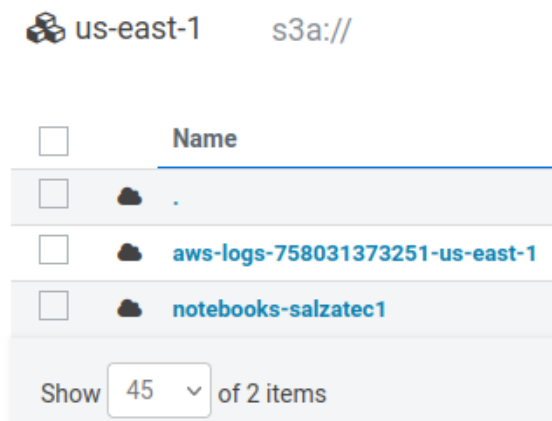 us-east-1 s3a://
Name
.
aws-logs-758031373251-us-east-1
notebooks-salzatec1
Show 45 of 2 items